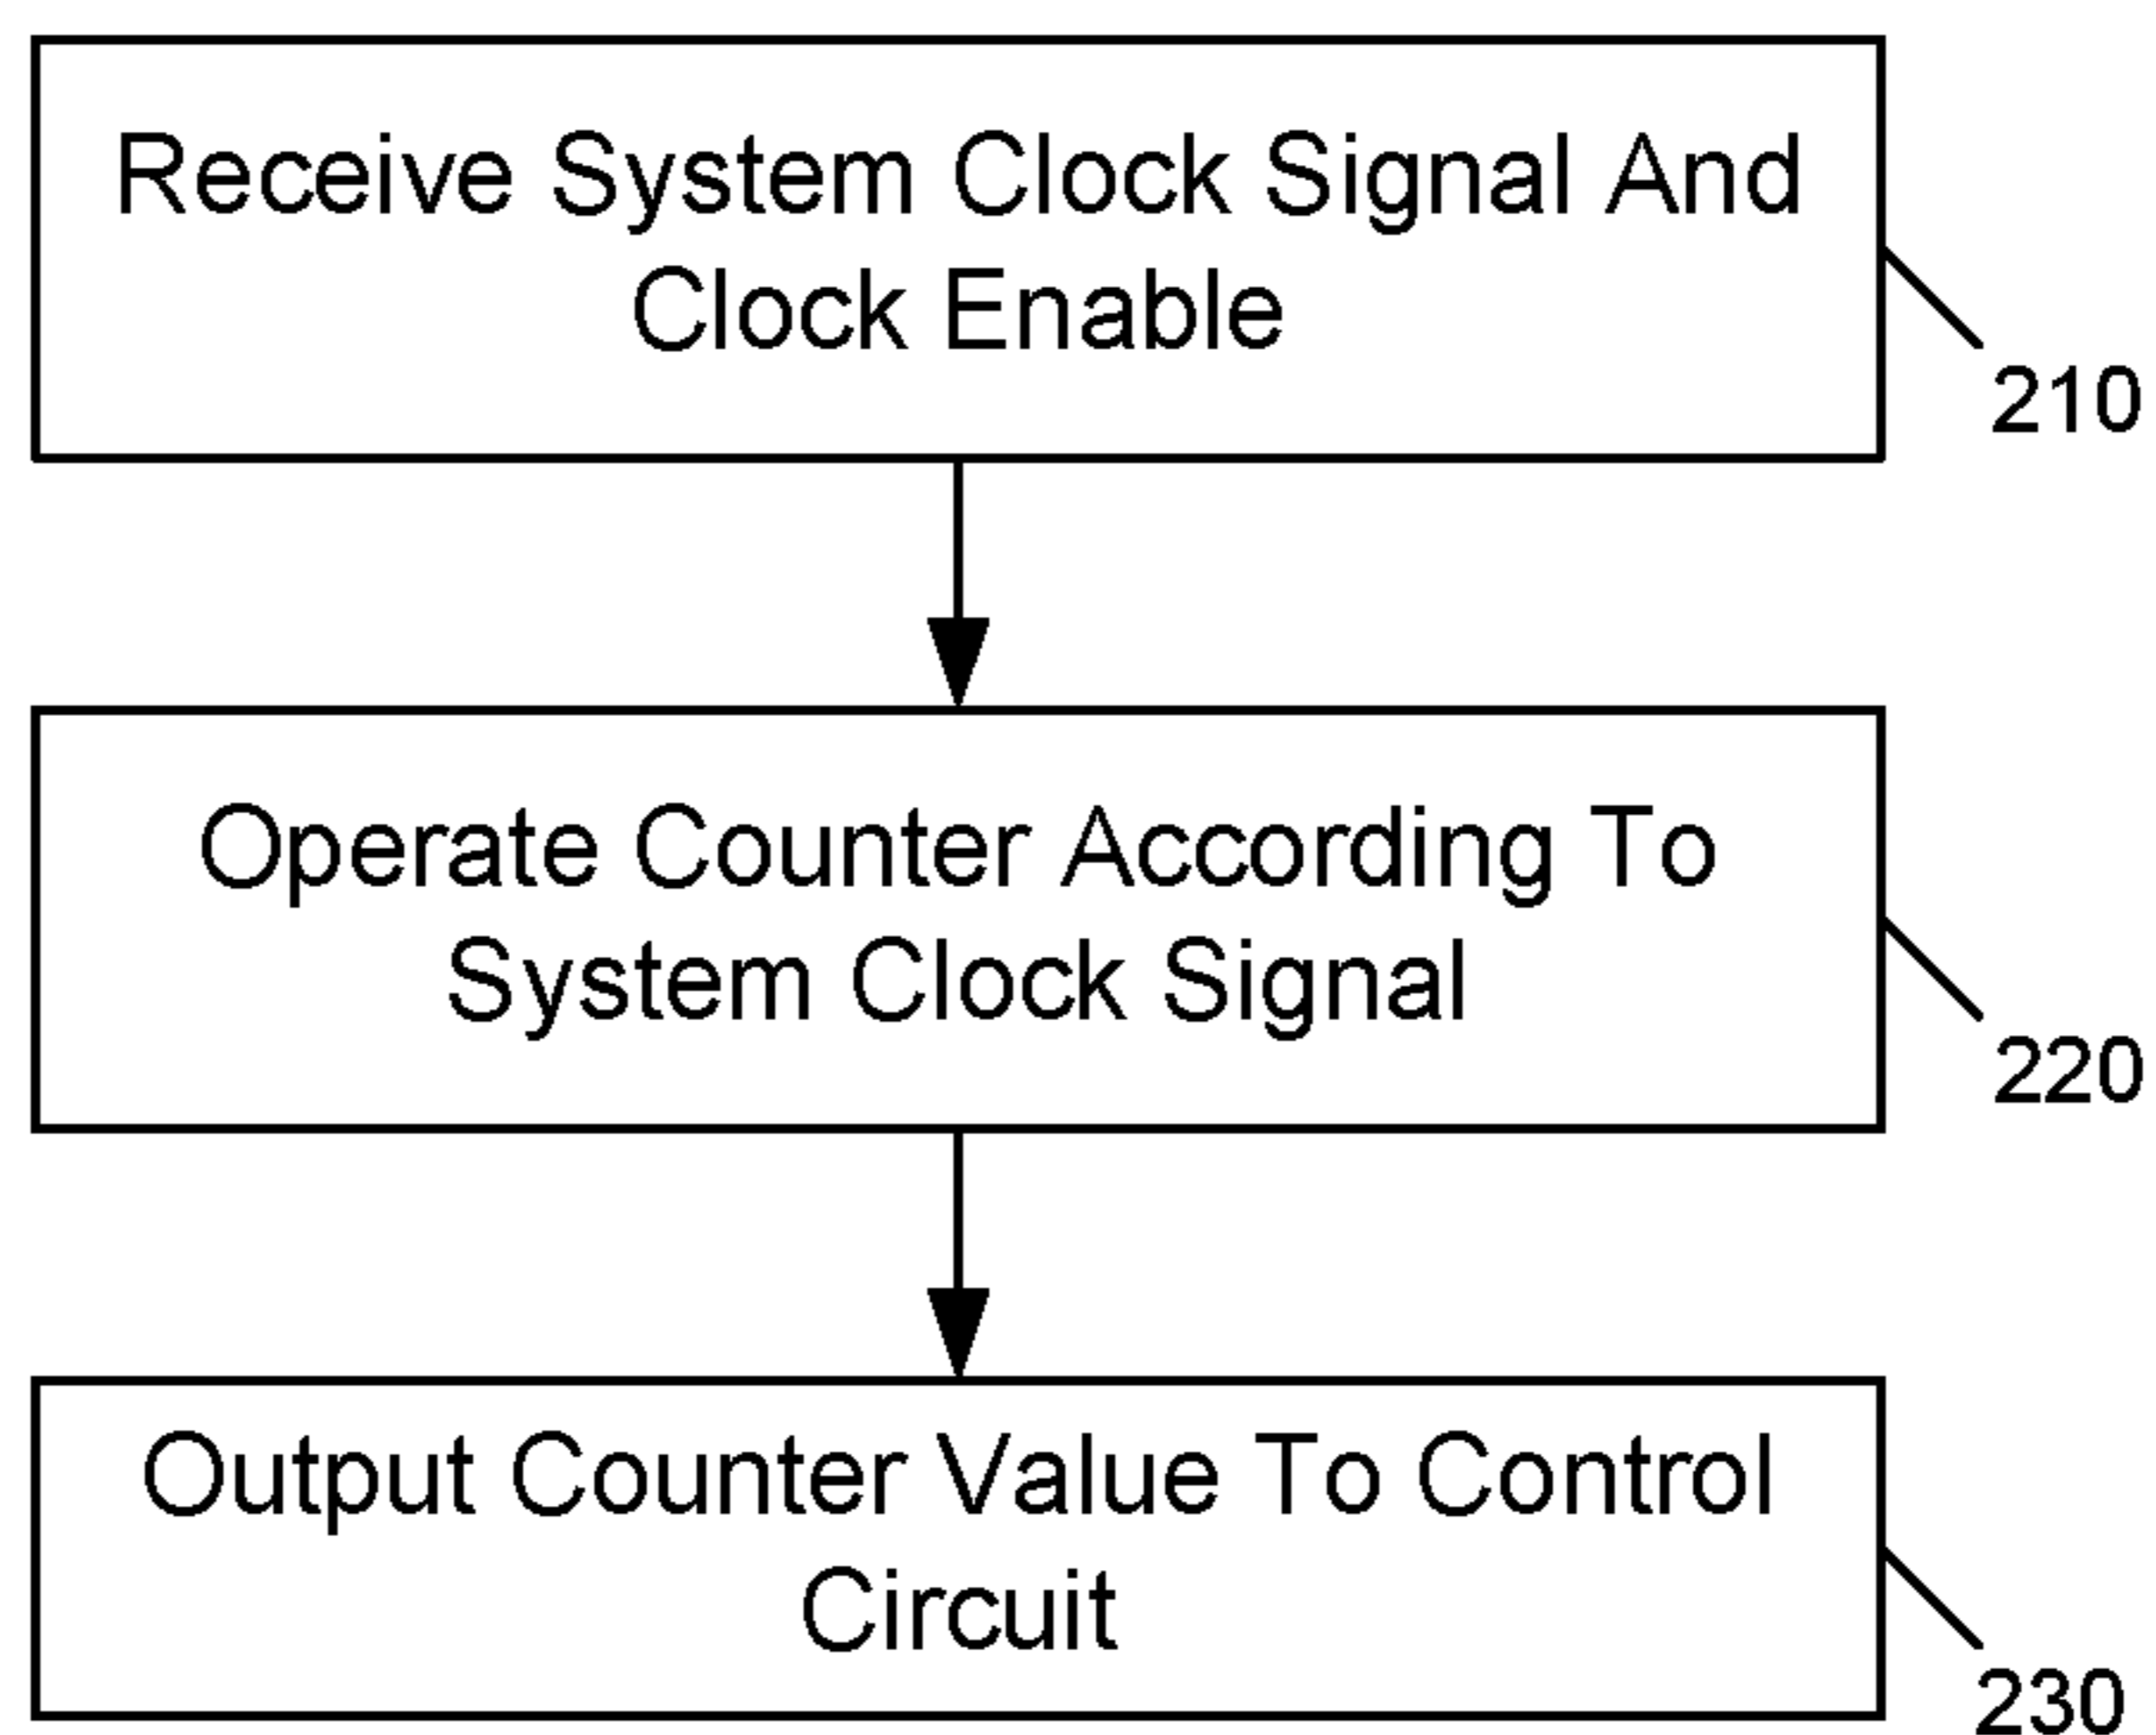 Receive System Clock Signal And
Clock Enable
210
Operate Counter According To
System Clock Signal
220
Output Counter Value To Control
Circuit
230